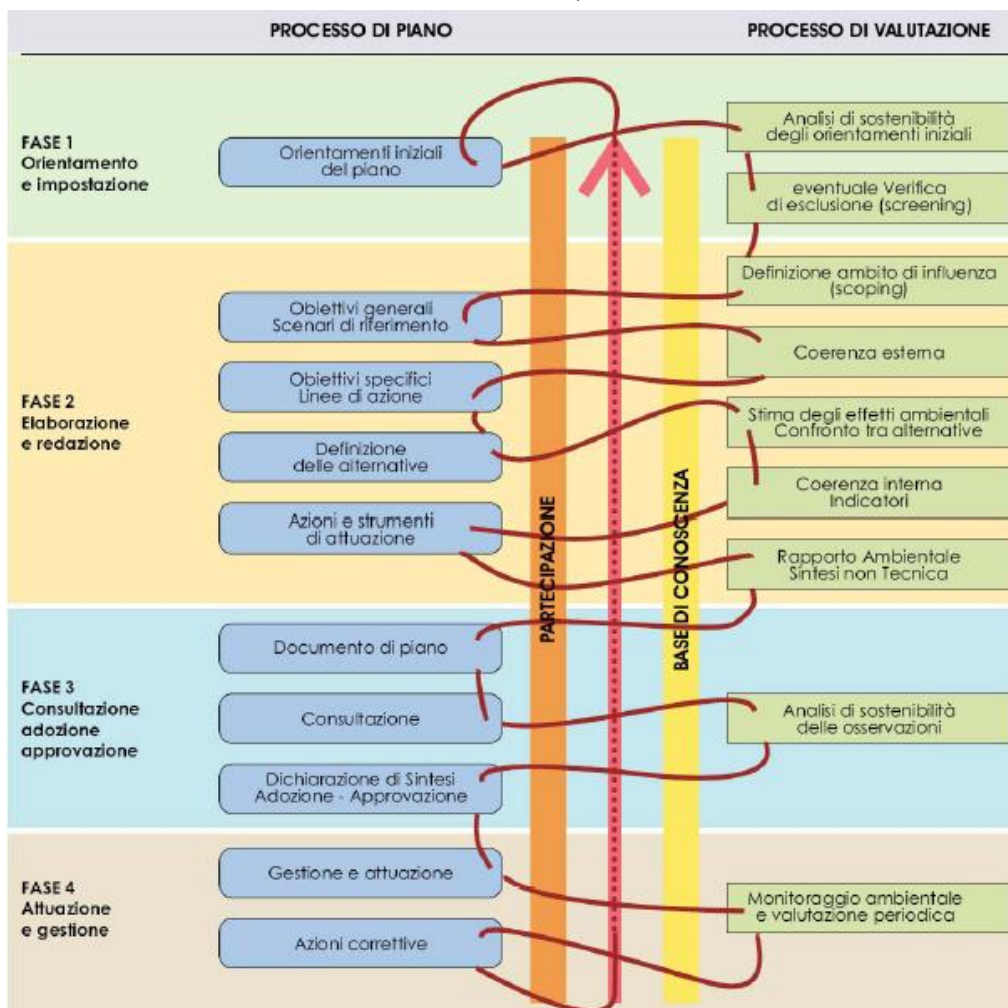 PROCESSO DI PIANO
PROCESSO DI VALUTAZIONE
FASE 1
Orientamento
e impostazione
Orientamenti iniziali
del piano
Analisi di sostenibilità
degli orientamenti iniziali
eventuale Verifica
di esclusione (screening)
FASE 2
Elaborazione
e redazione
Obiettivi generali
Scenari di riferimento
Obiettivi specifici
Linee di azione
Definizione
delle alternative
Azioni e strumenti
di attuazione
Definizione ambito di influenza
(scoping)
Coerenza esterna
Stima degli effetti ambientali
Confronto tra alternative
Coerenza interna
Indicatori
Rapporto Ambientale
Sintesi non Tecnica
PARTECIPAZIONE
BASE DI CONOSCENZA
FASE 3
Consultazione
adozione
approvazione
Documento di piano
Consultazione
Dichiarazione di Sintesi
Adozione - Approvazione
Analisi di sostenibilità
delle osservazioni
FASE 4
Attuazione
e gestione
Gestione e attuazione
Azioni correttive
Monitoraggio ambientale
e valutazione periodica